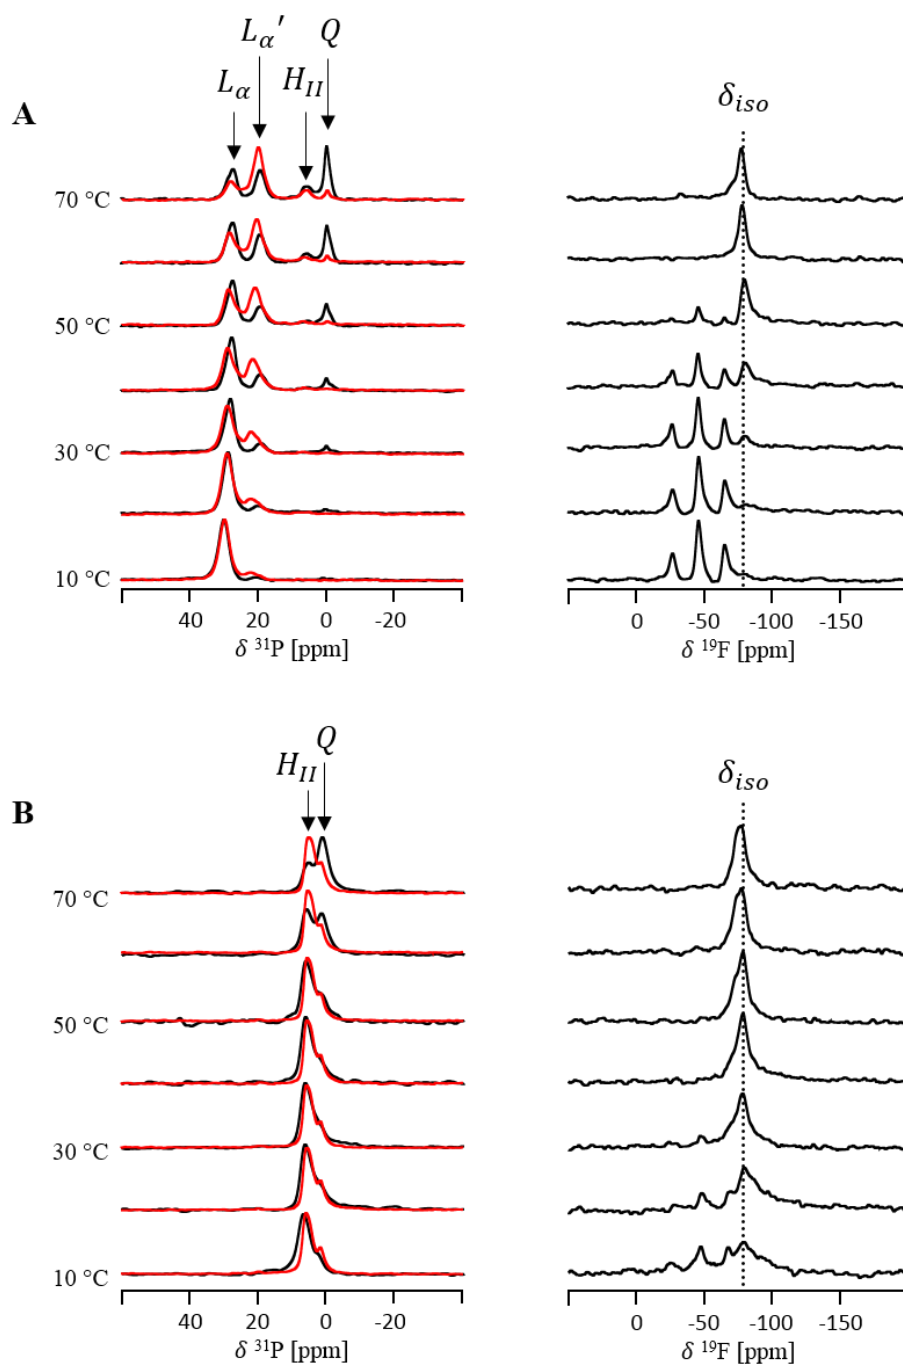 A
Lα
Lα′
HII
Q
δiso
70 °C
50 °C
30 °C
10 °C
40 20 0 -20
δ 31P [ppm]
0 -50 -100 -150
δ 19F [ppm]
B
HII
Q
δiso
70 °C
50 °C
30 °C
10 °C
40 20 0 -20
δ 31P [ppm]
0 -50 -100 -150
δ 19F [ppm]